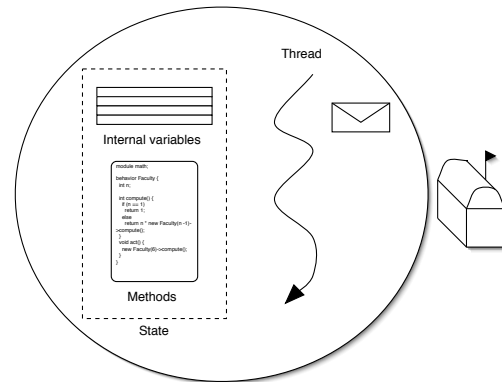 Thread
Internal variables
module math;
behavior Faculty {
int n;
int compute() {
if (n == 1)
return 1;
else
return n * new Faculty(n -1)-
>compute();
}
void act() {
new Faculty(6)->compute();
}
}
Methods
State